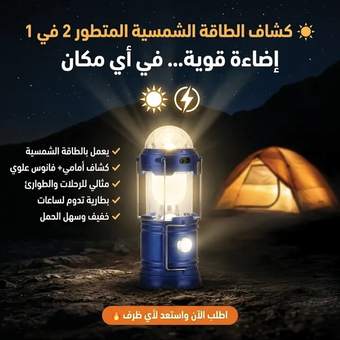 كشاف الطاقة الشمسية المتطور 2 في 1
إضاءة قوية... في أي مكان
يعمل بالطاقة الشمسية
كشاف أمامي+ فانوس علوي
مثالي للرحلات والطوارئ
بطارية تدوم لساعات
خفيف وسهل الحمل
اطلب الآن واستعد لأي ظرف